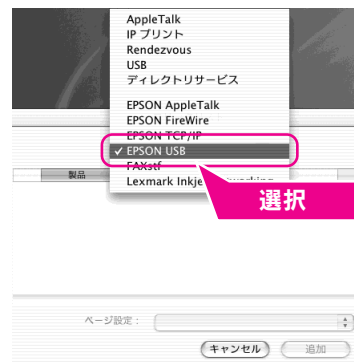 AppleTalk
IP プリント
Rendezvous
USB
ディレクトリサービス
EPSON AppleTalk
EPSON FireWire
EPSON TCP/IP
✓ EPSON USB
FAXstf
Lexmark Inkje
製品
選択
ページ設定：
キャンセル
追加